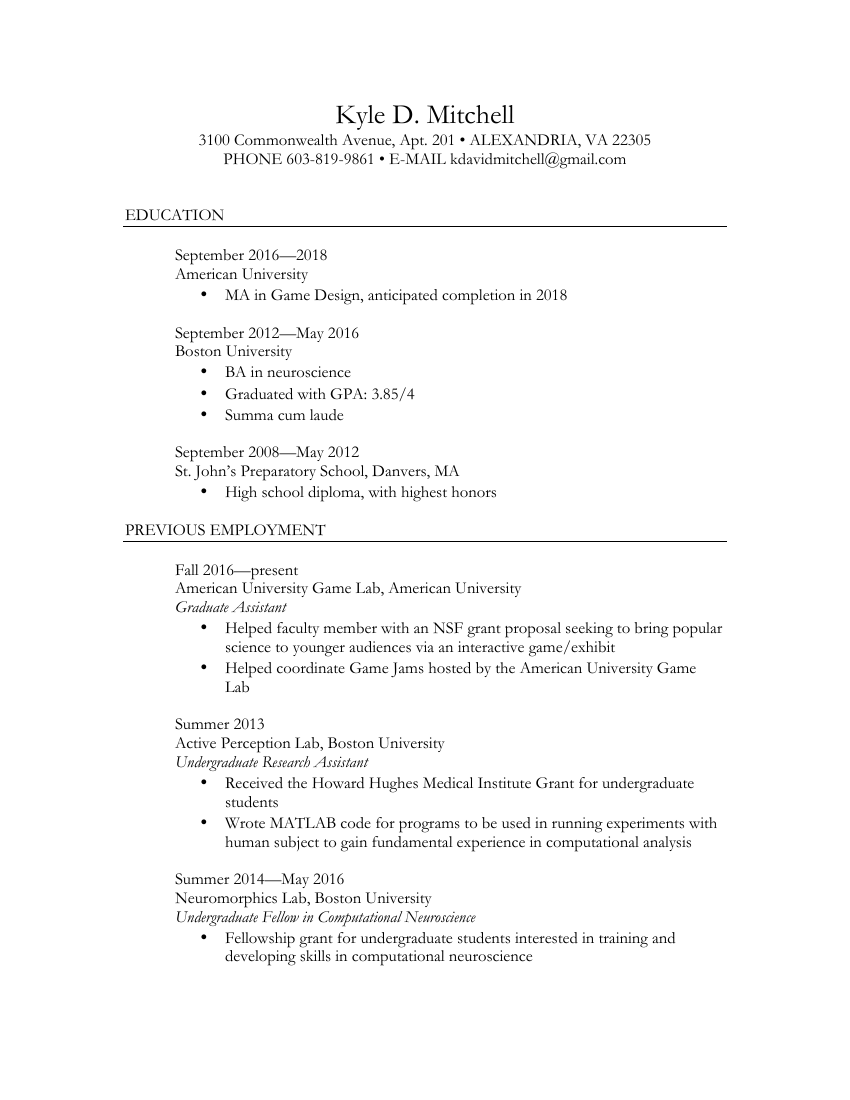 Kyle D. Mitchell
3100 Commonwealth Avenue, Apt. 201 • ALEXANDRIA, VA 22305
PHONE 603-819-9861 • E-MAIL kdavidmitchell@gmail.com
EDUCATION
September 2016—2018
American University
• MA in Game Design, anticipated completion in 2018
September 2012—May 2016
Boston University
• BA in neuroscience
• Graduated with GPA: 3.85/4
• Summa cum laude
September 2008—May 2012
St. John’s Preparatory School, Danvers, MA
• High school diploma, with highest honors
PREVIOUS EMPLOYMENT
Fall 2016—present
American University Game Lab, American University
Graduate Assistant
• Helped faculty member with an NSF grant proposal seeking to bring popular
science to younger audiences via an interactive game/exhibit
• Helped coordinate Game Jams hosted by the American University Game
Lab
Summer 2013
Active Perception Lab, Boston University
Undergraduate Research Assistant
• Received the Howard Hughes Medical Institute Grant for undergraduate
students
• Wrote MATLAB code for programs to be used in running experiments with
human subject to gain fundamental experience in computational analysis
Summer 2014—May 2016
Neuromorphics Lab, Boston University
Undergraduate Fellow in Computational Neuroscience
• Fellowship grant for undergraduate students interested in training and
developing skills in computational neuroscience